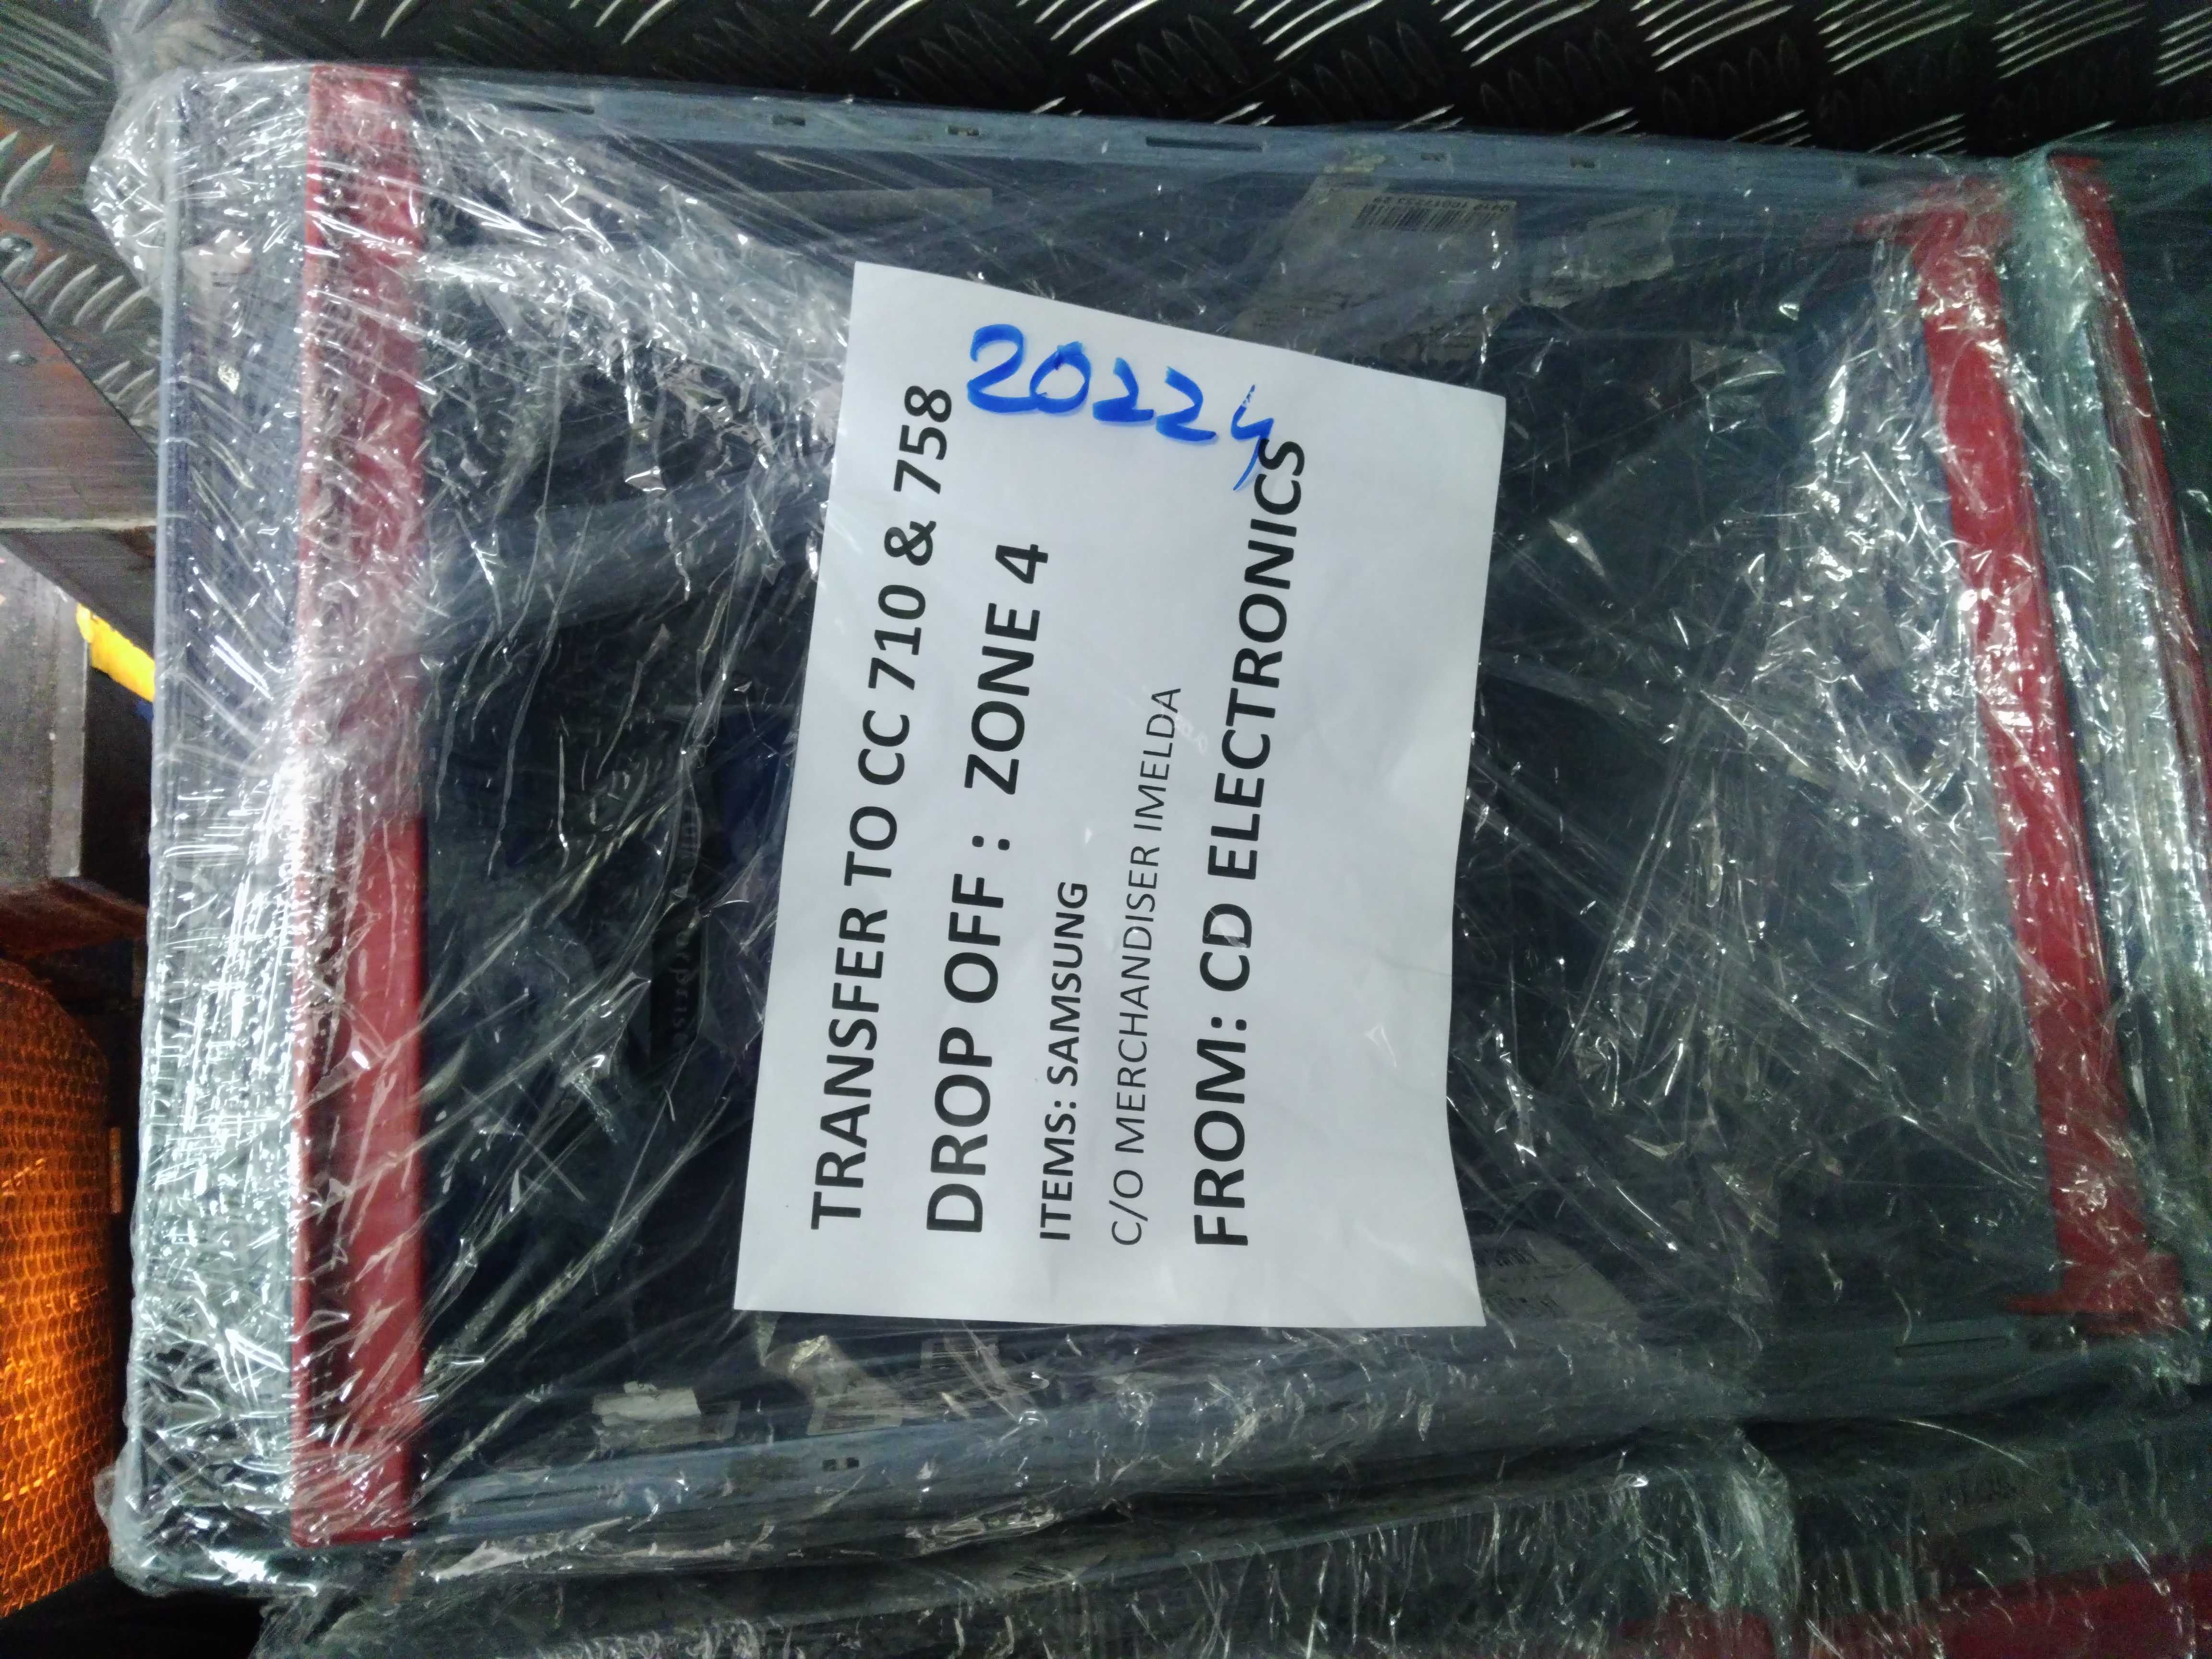 20224
TRANSFER TO CC 710 & 758
DROP OFF : ZONE 4
ITEMS: SAMSUNG
C/O MERCHANDISER IMELDA
FROM: CD ELECTRONICS